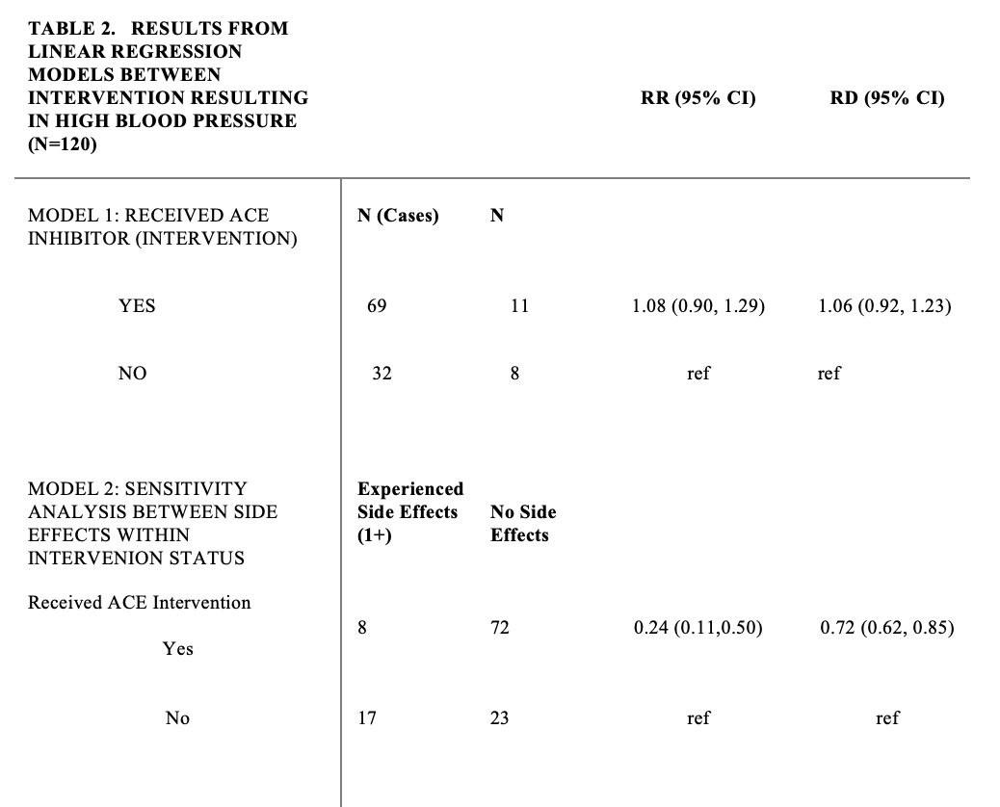 TABLE 2. RESULTS FROM
LINEAR REGRESSION
MODELS BETWEEN
INTERVENTION RESULTING
IN HIGH BLOOD PRESSURE
(N=120)
RR (95% CI) RD (95% CI)
MODEL 1: RECEIVED ACE
INHIBITOR (INTERVENTION)
N (Cases) N
YES 69 11 1.08 (0.90, 1.29) 1.06 (0.92, 1.23)
NO 32 8 ref ref
MODEL 2: SENSITIVITY
ANALYSIS BETWEEN SIDE
EFFECTS WITHIN
INTERVENION STATUS
Experienced
Side Effects
(1+)
No Side
Effects
Received ACE Intervention
Yes 8 72 0.24 (0.11,0.50) 0.72 (0.62, 0.85)
No 17 23 ref ref